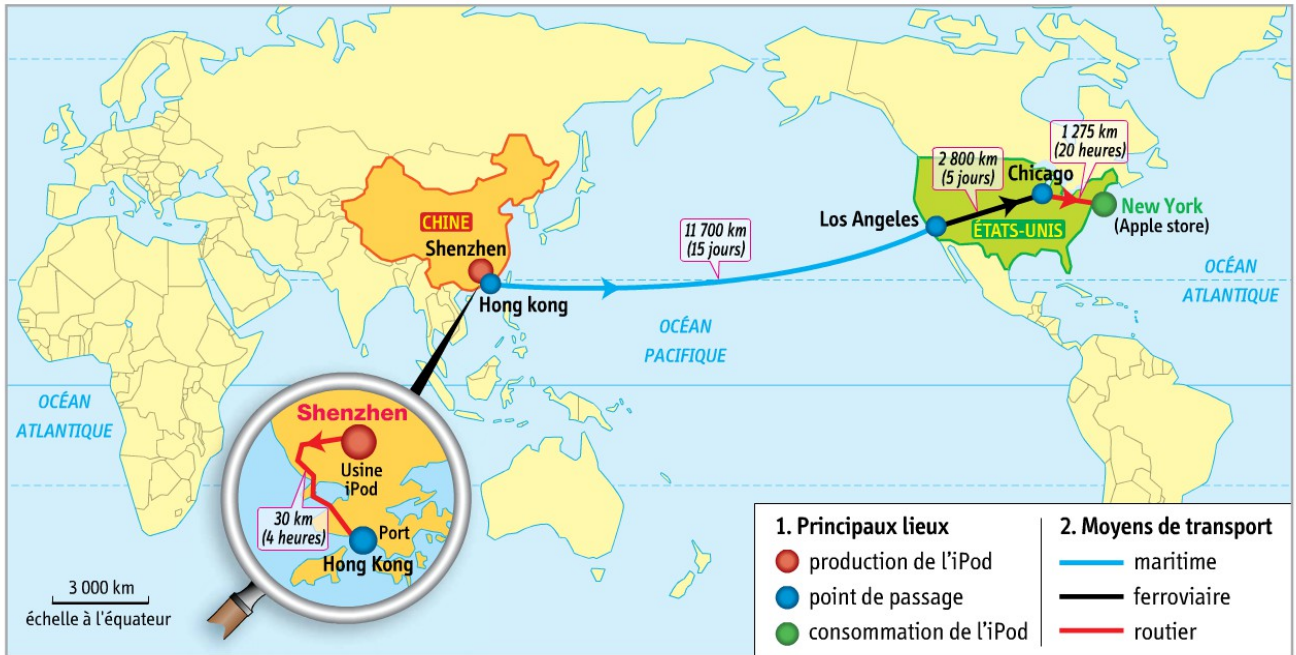 1 275 km
(20 heures)
2 800 km
(5 jours)
Chicago
New York
(Apple store)
Los Angeles
ÉTATS-UNIS
CHINE
Shenzhen
Hong kong
11 700 km
(15 jours)
OCÉAN
ATLANTIQUE
OCÉAN
PACIFIQUE
OCÉAN
ATLANTIQUE
Shenzhen
Usine
iPod
30 km
(4 heures)
Port
Hong Kong
3 000 km
échelle à l'équateur
1. Principaux lieux
production de l'iPod
point de passage
consommation de l'iPod
2. Moyens de transport
maritime
ferroviaire
routier